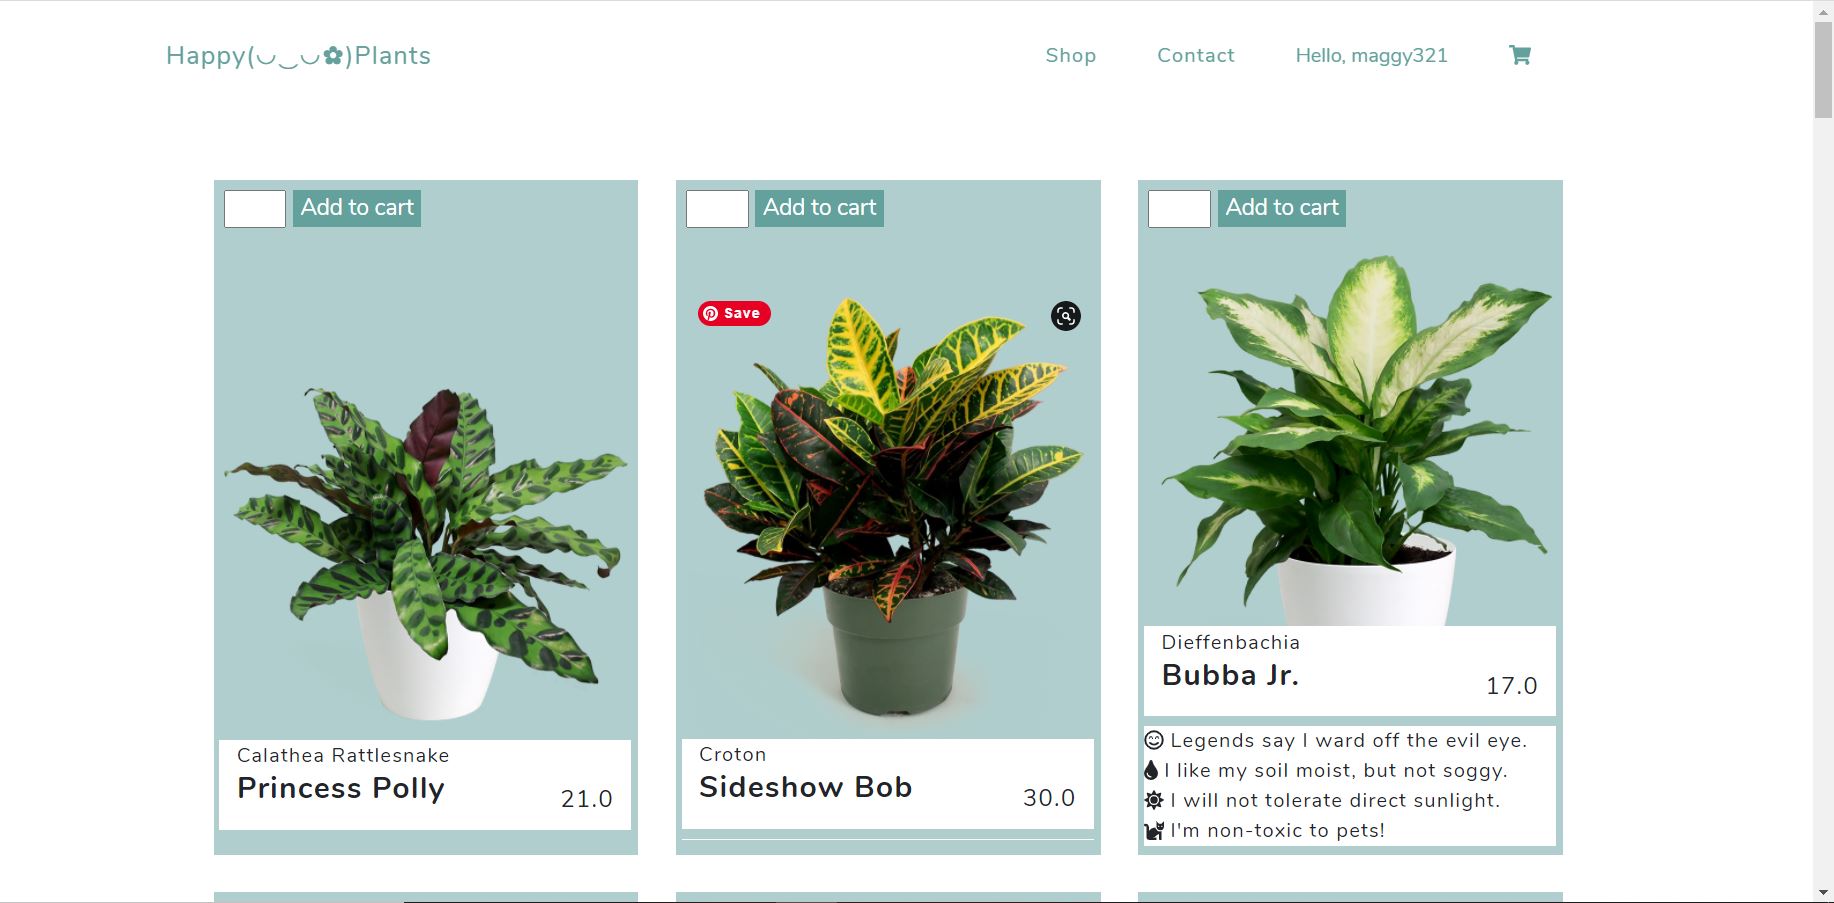 Happy(◡‿◡✿)Plants
Shop
Contact
Hello, maggy321
Add to cart
Add to cart
Add to cart
Save
Calathea Rattlesnake
Princess Polly
21.0
Croton
Sideshow Bob
30.0
Dieffenbachia
Bubba Jr.
17.0
Legends say I ward off the evil eye.
I like my soil moist, but not soggy.
I will not tolerate direct sunlight.
I'm non-toxic to pets!